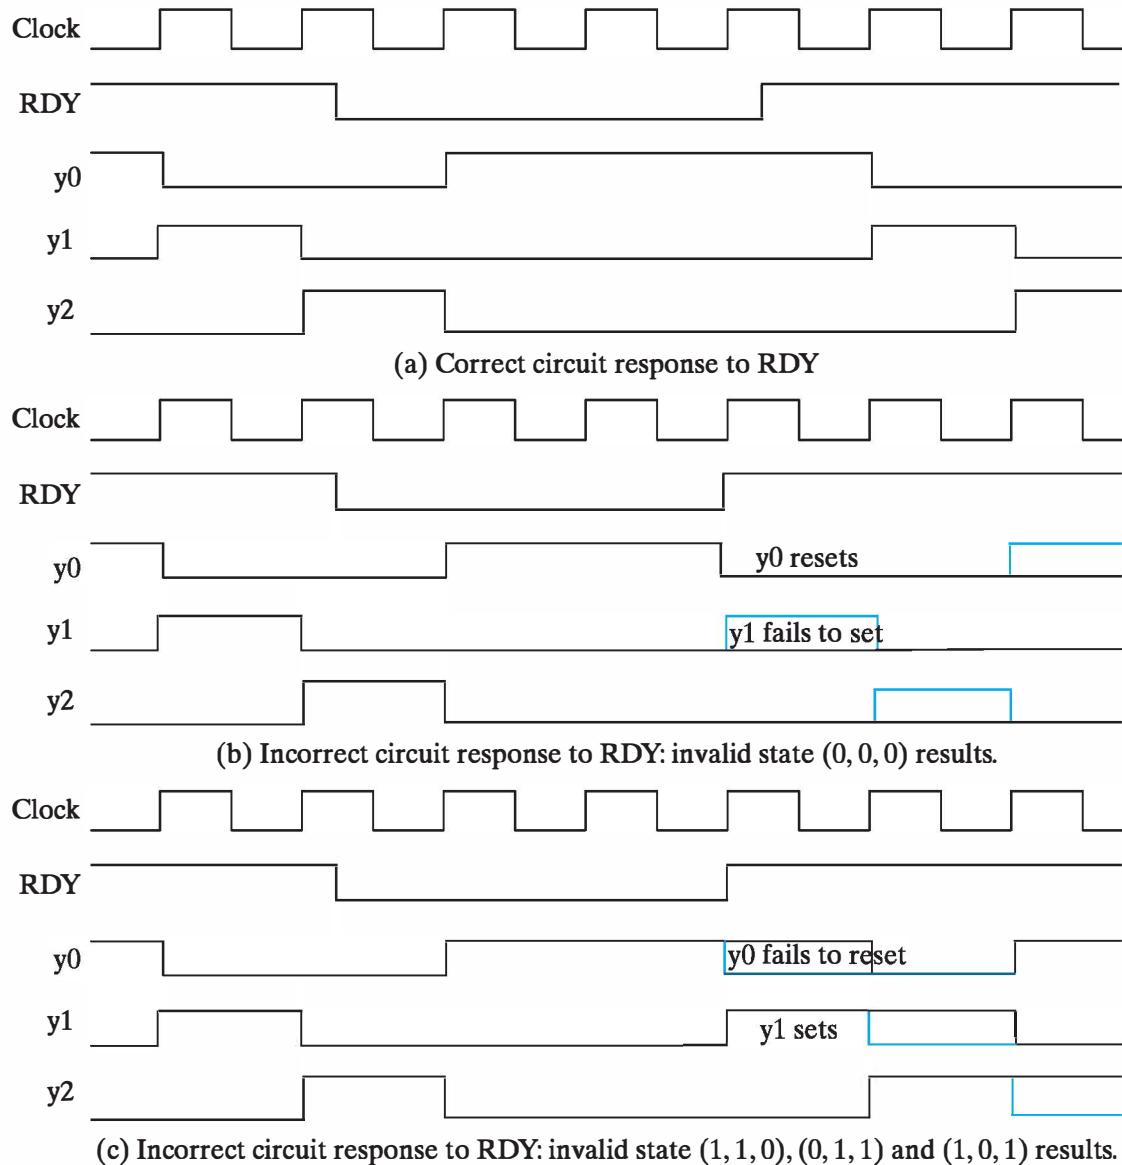 Clock
RDY
y0
y1
y2
(a) Correct circuit response to RDY
Clock
RDY
y0
y0 resets
y1
y1 fails to set
y2
(b) Incorrect circuit response to RDY: invalid state (0, 0, 0) results.
Clock
RDY
y0
y0 fails to reset
y1
y1 sets
y2
(c) Incorrect circuit response to RDY: invalid state (1, 1, 0), (0, 1, 1) and (1, 0, 1) results.